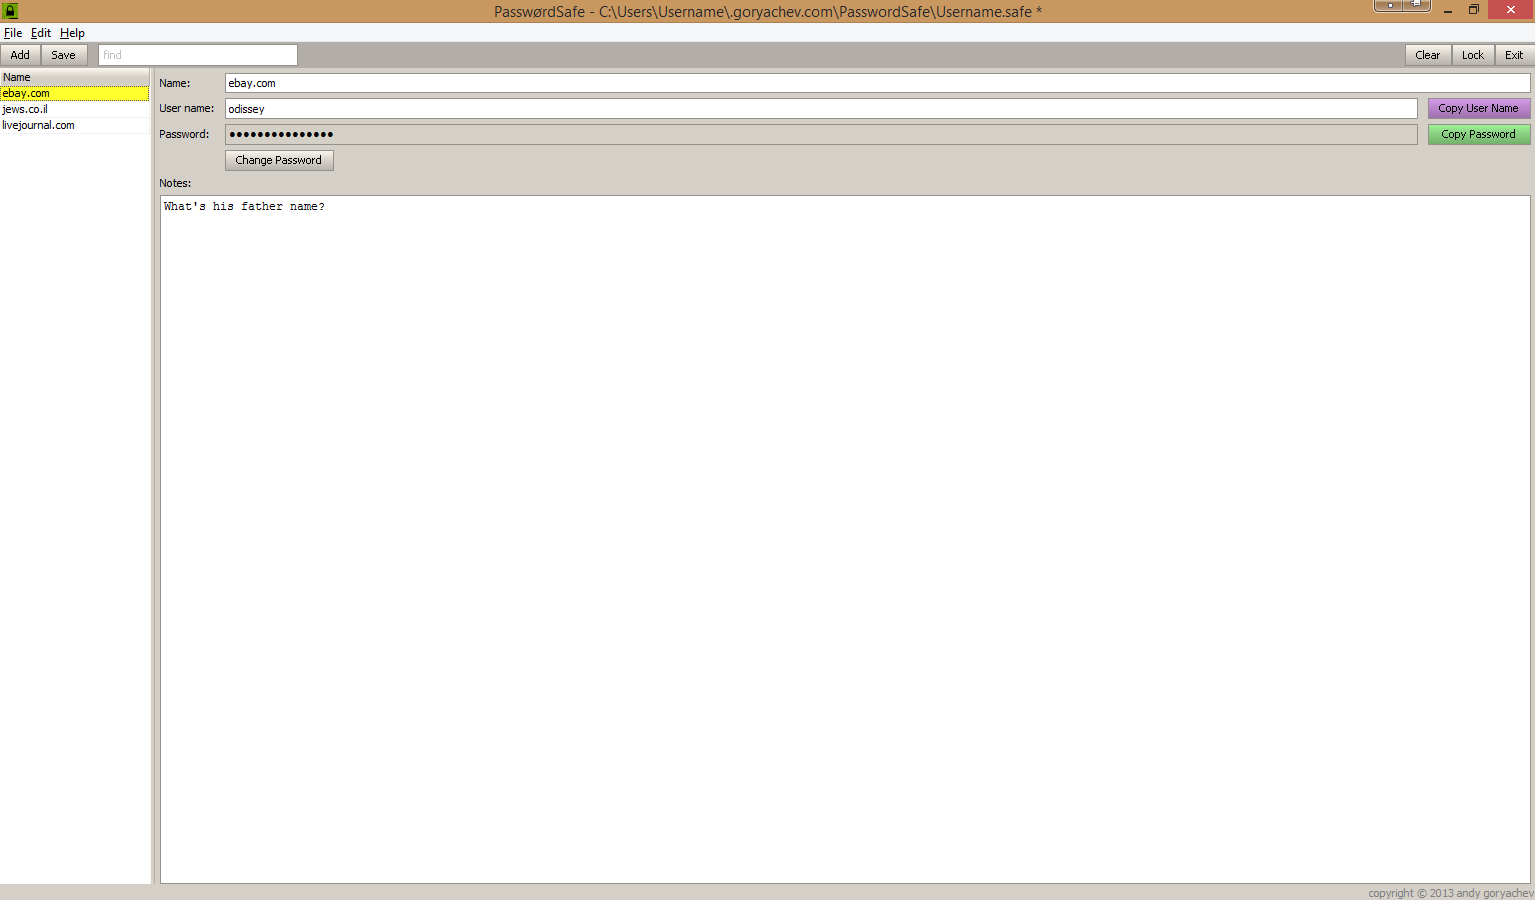 PasswørdSafe - C:\Users\Username\.goryachev.com\PasswordSafe\Username.safe *
File Edit Help
Add Save find Clear Lock Exit
Name
ebay.com
jews.co.il
livejournal.com
Name: ebay.com
User name: odissey Copy User Name
Password: ●●●●●●●●●●●●●●● Copy Password
Change Password
Notes:
What's his father name?
copyright © 2013 andy goryachev